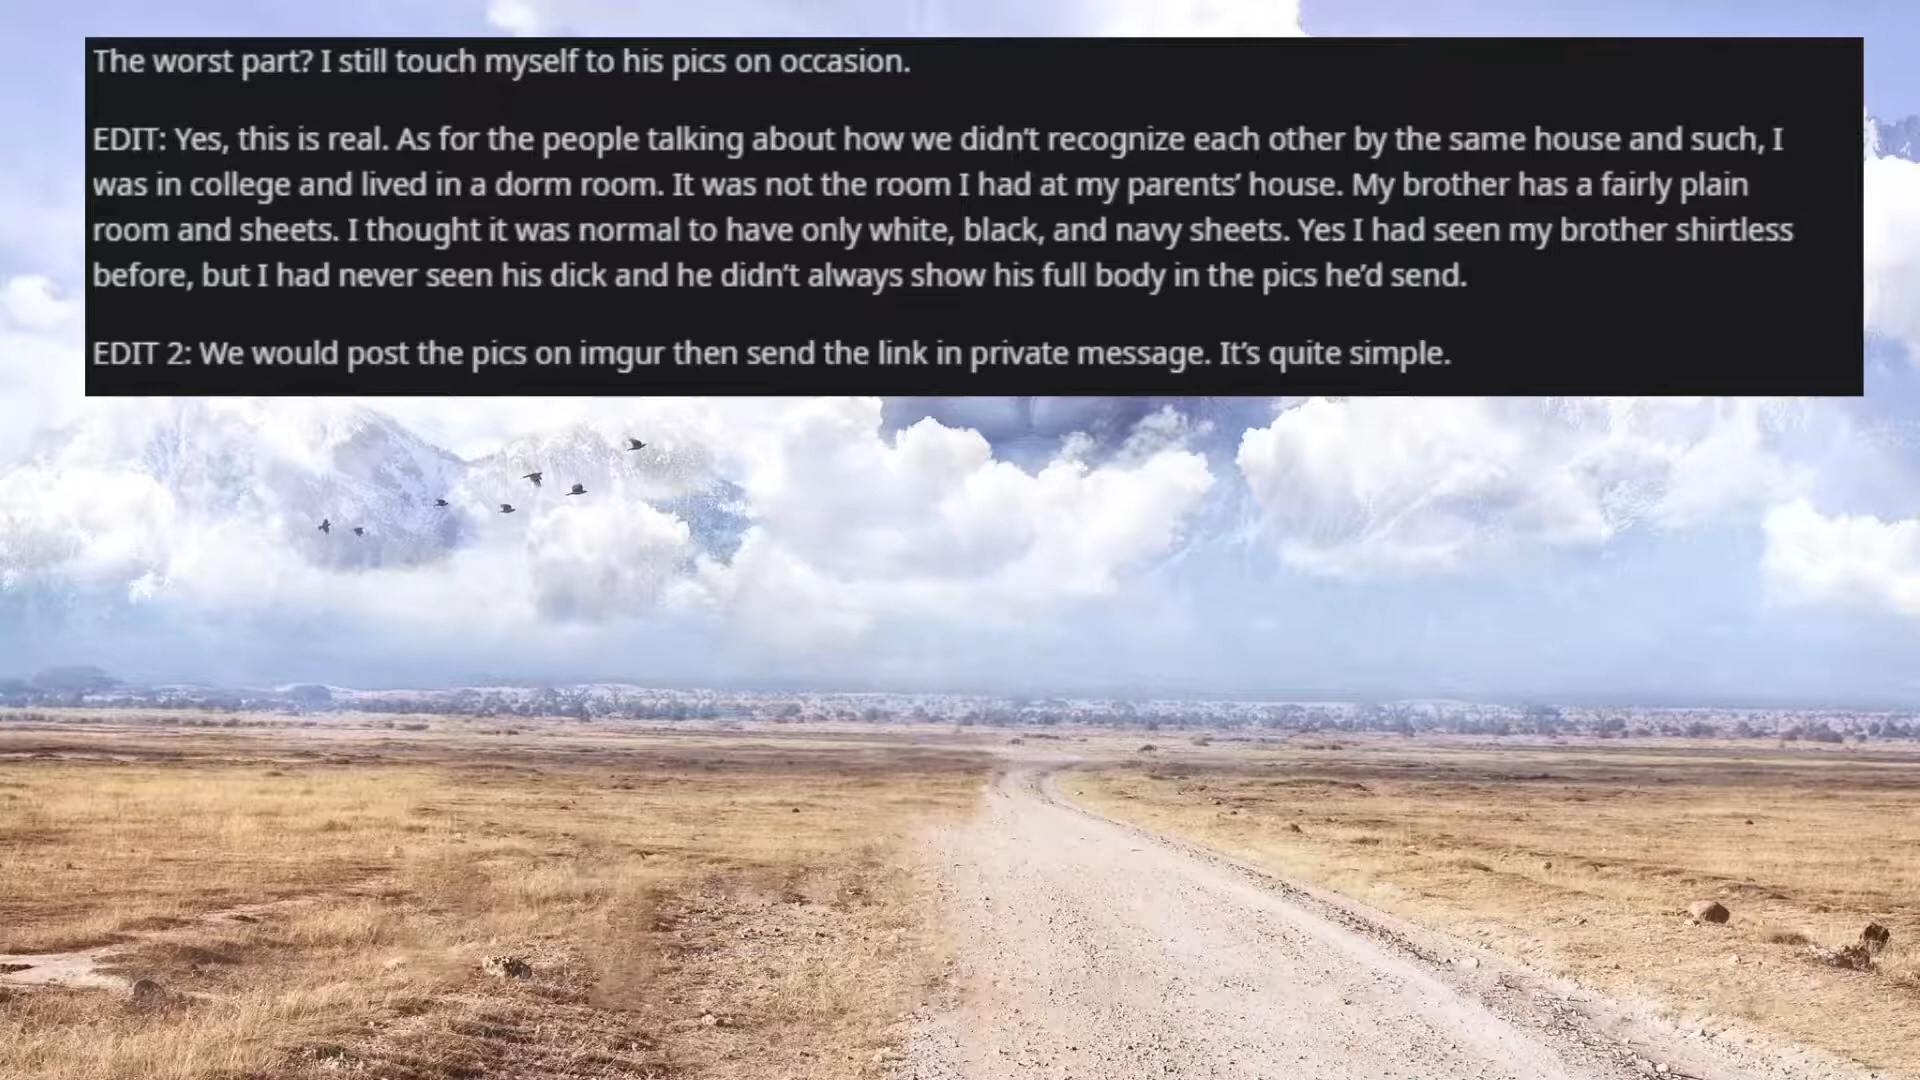 The worst part? I still touch myself to his pics on occasion.
EDIT: Yes, this is real. As for the people talking about how we didn't recognize each other by the same house and such, I
was in college and lived in a dorm room. It was not the room I had at my parents' house. My brother has a fairly plain
room and sheets. I thought it was normal to have only white, black, and navy sheets. Yes I had seen my brother shirtless
before, but I had never seen his dick and he didn't always show his full body in the pics he'd send.
EDIT 2: We would post the pics on imgur then send the link in private message. It's quite simple.